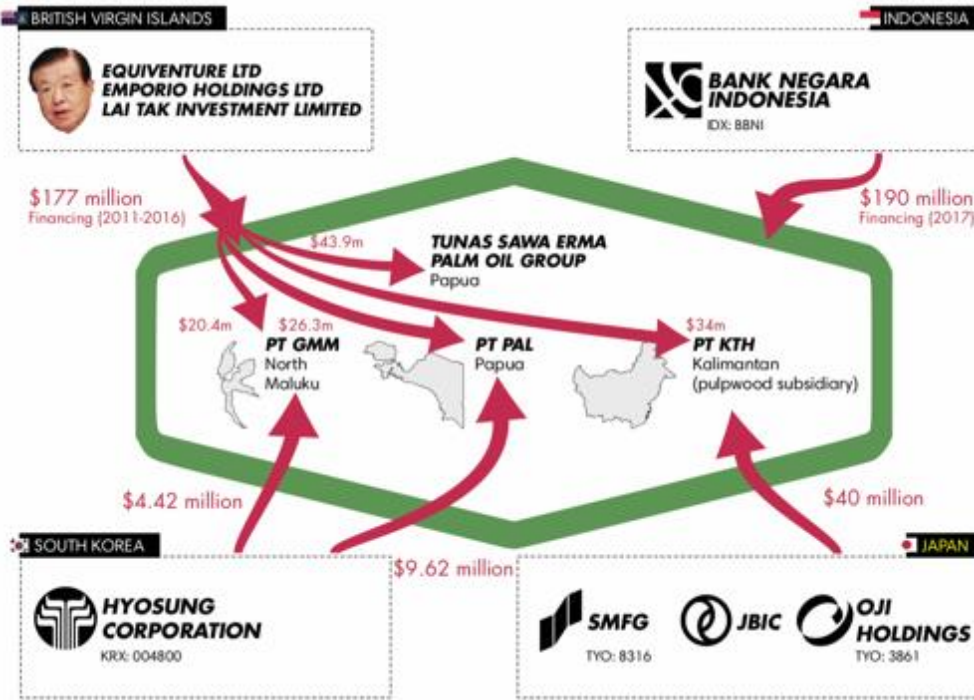 BRITISH VIRGIN ISLANDS
EQUIVENTURE LTD
EMPORIO HOLDINGS LTD
LAI TAK INVESTMENT LIMITED
INDONESIA
BANK NEGARA
INDONESIA
IDX: BBNI
$177 million
Financing (2011-2016)
$190 million
Financing (2017)
$43.9m
TUNAS SAWA ERMA
PALM OIL GROUP
Papua
$20.4m
PT GMM
North
Maluku
$26.3m
PT PAL
Papua
$34m
PT KTH
Kalimantan
(pulpwood subsidiary)
$4.42 million
$9.62 million
$40 million
SOUTH KOREA
HYOSUNG
CORPORATION
KRX: 004800
JAPAN
SMFG
TYO: 8316
JBIC
OJI
HOLDINGS
TYO: 3861